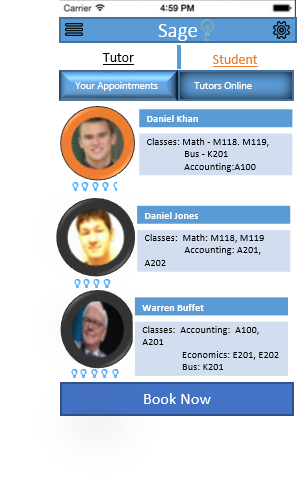 Carrier 4:59 PM
Sage
Tutor Student
Your Appointments Tutors Online
Daniel Khan
Classes: Math - M118. M119,
Bus - K201
Accounting:A100
Daniel Jones
Classes: Math: M118, M119
Accounting: A201,
A202
Warren Buffet
Classes: Accounting: A100,
A201
Economics: E201, E202
Bus: K201
Book Now